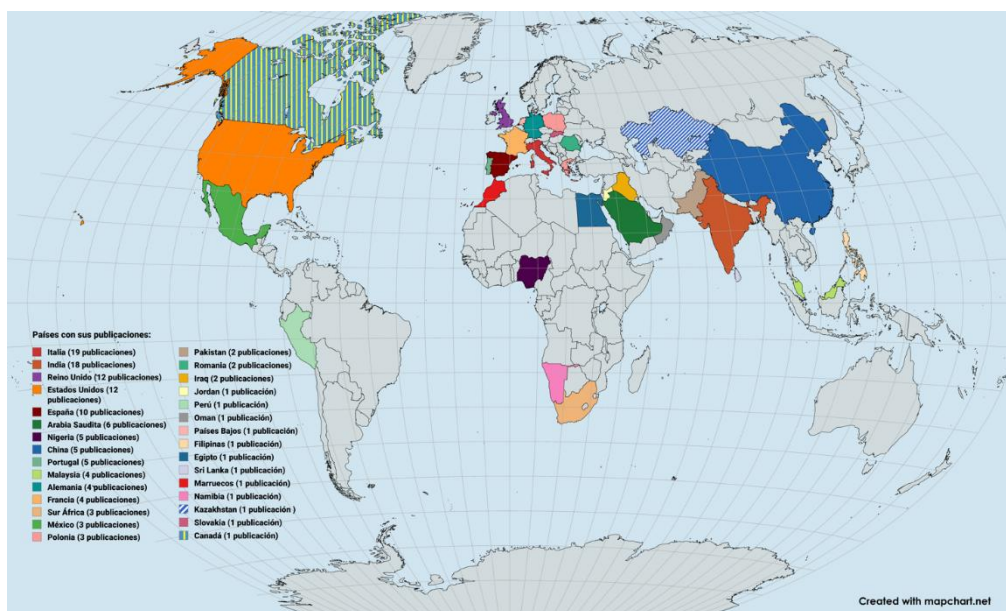 Países con sus publicaciones:
Italia (19 publicaciones)
India (18 publicaciones)
Reino Unido (12 publicaciones)
Estados Unidos (12
publicaciones)
España (10 publicaciones)
Arabia Saudita (6 publicaciones)
Nigeria (5 publicaciones)
China (5 publicaciones)
Portugal (5 publicaciones)
Malaysia (4 publicaciones)
Alemania (4 publicaciones)
Francia (4 publicaciones)
Sur África (3 publicaciones)
México (3 publicaciones)
Polonia (3 publicaciones)
Pakistan (2 publicaciones)
Romania (2 publicaciones)
Iraq (2 publicaciones)
Jordan (1 publicación)
Perú (1 publicación)
Oman (1 publicación)
Países Bajos (1 publicación)
Filipinas (1 publicación)
Egipto (1 publicación)
Sri Lanka (1 publicación)
Marruecos (1 publicación)
Namibia (1 publicación)
Kazakhstan (1 publicación )
Slovakia (1 publicación)
Canadá (1 publicación)
Created with mapchart.net